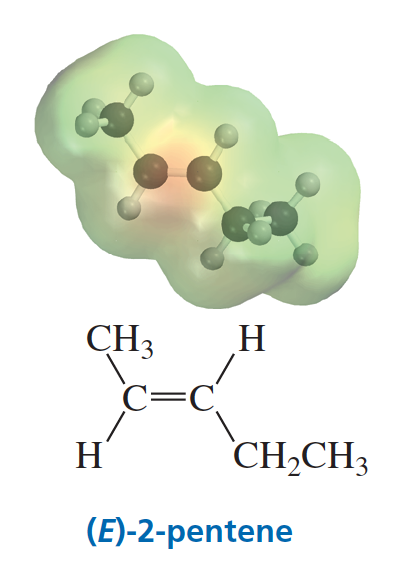 CH₃ H
C=C
H CH₂CH₃
(E)-2-pentene